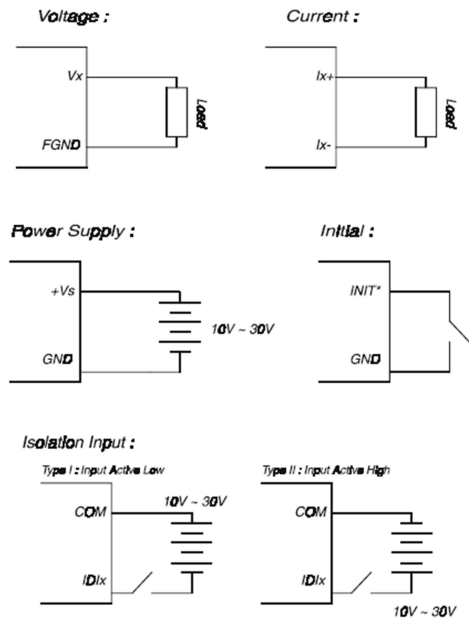 Voltage :
Current :
Vx
FGND
Load
Ix+
Ix-
Load
Power Supply :
Initial :
+Vs
GND
10V ~ 30V
INIT*
GND
Isolation Input :
Type I : Input Active Low
Type II : Input Active High
COM
IDIx
10V ~ 30V
COM
IDIx
10V ~ 30V